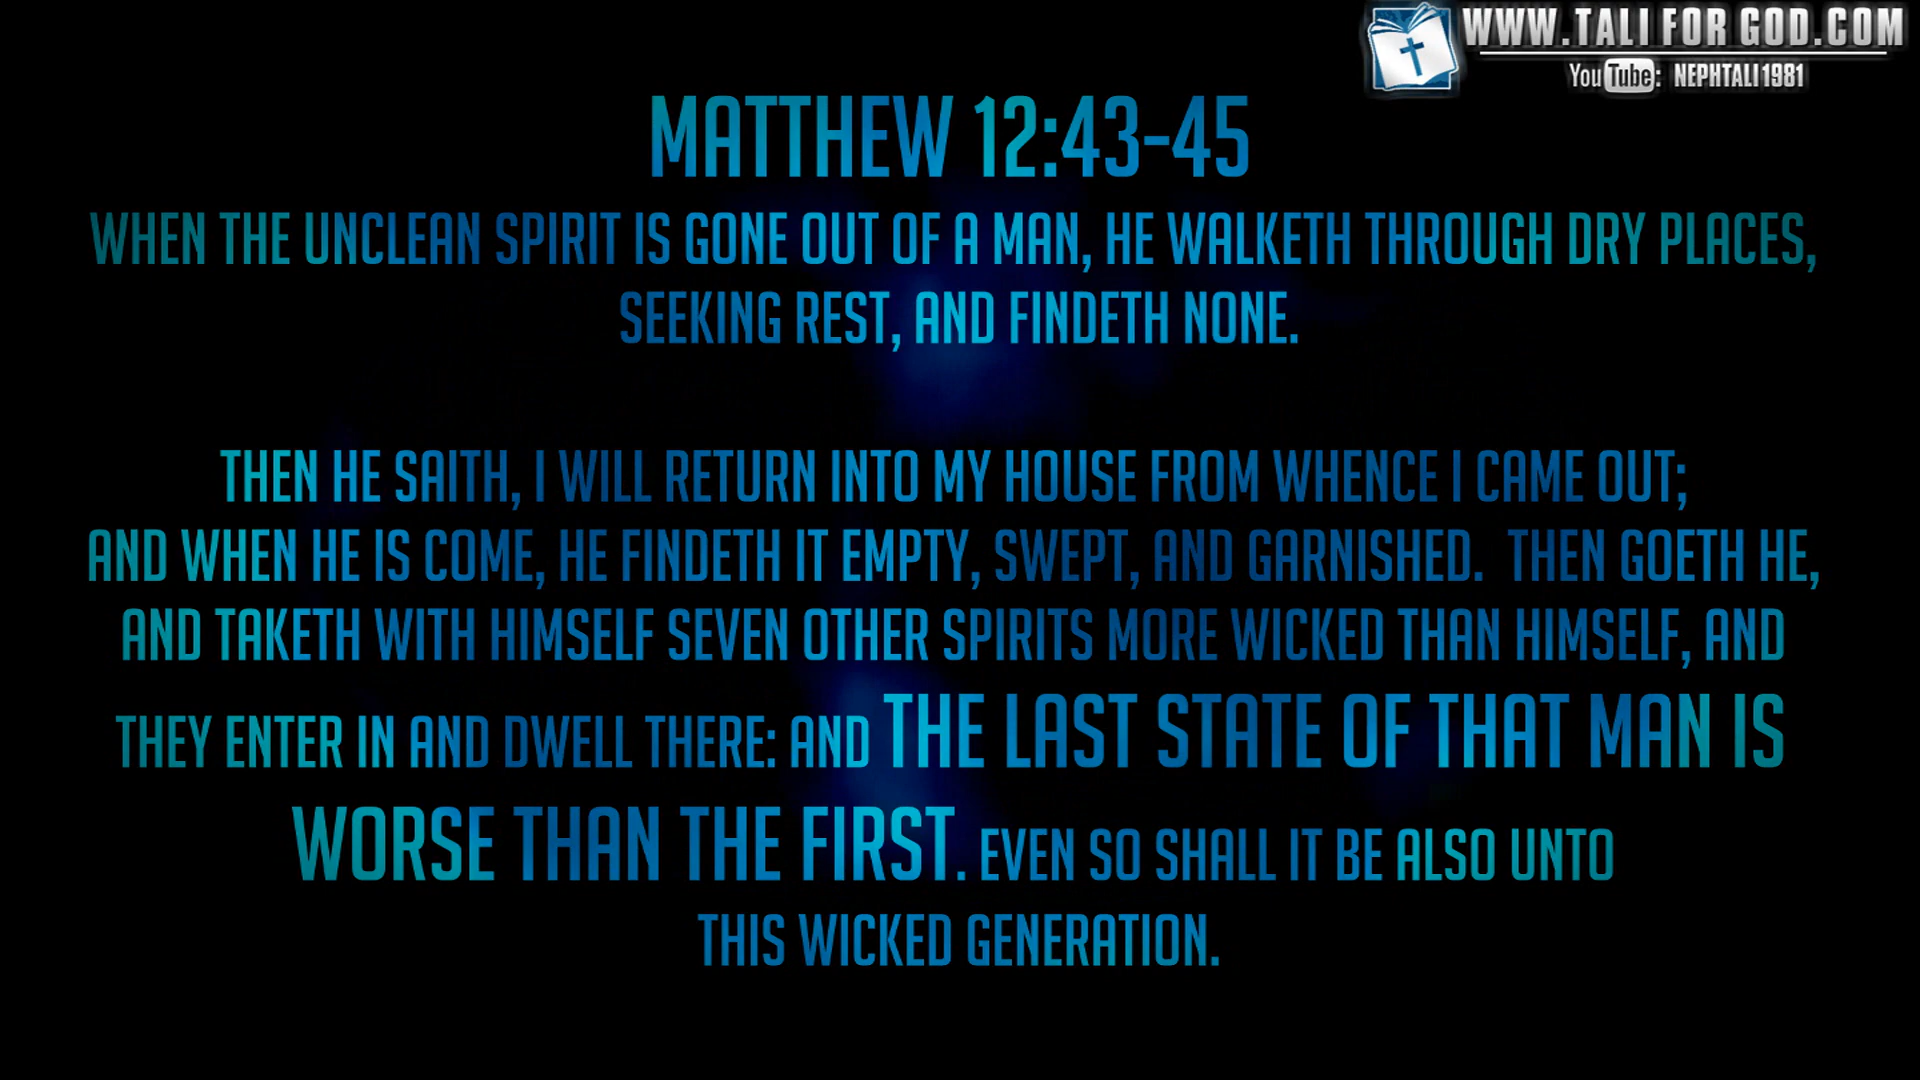 WWW.TALI FOR GOD.COM
YouTube: NEPHTALI1981
MATTHEW 12:43-45
WHEN THE UNCLEAN SPIRIT IS GONE OUT OF A MAN, HE WALKETH THROUGH DRY PLACES,
SEEKING REST, AND FINDETH NONE.
THEN HE SAITH, I WILL RETURN INTO MY HOUSE FROM WHENCE I CAME OUT;
AND WHEN HE IS COME, HE FINDETH IT EMPTY, SWEPT, AND GARNISHED. THEN GOETH HE,
AND TAKETH WITH HIMSELF SEVEN OTHER SPIRITS MORE WICKED THAN HIMSELF, AND
THEY ENTER IN AND DWELL THERE: AND THE LAST STATE OF THAT MAN IS
WORSE THAN THE FIRST. EVEN SO SHALL IT BE ALSO UNTO
THIS WICKED GENERATION.